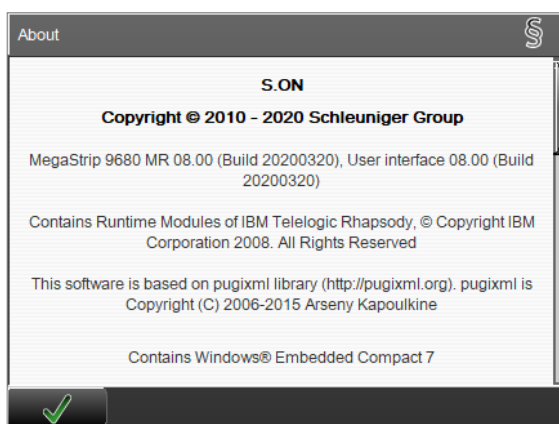 About
§
S.ON
Copyright © 2010 - 2020 Schleuniger Group
MegaStrip 9680 MR 08.00 (Build 20200320), User interface 08.00 (Build
20200320)
Contains Runtime Modules of IBM Telelogic Rhapsody, © Copyright IBM
Corporation 2008. All Rights Reserved
This software is based on pugixml library (http://pugixml.org). pugixml is
Copyright (C) 2006-2015 Arseny Kapoulkine
Contains Windows® Embedded Compact 7